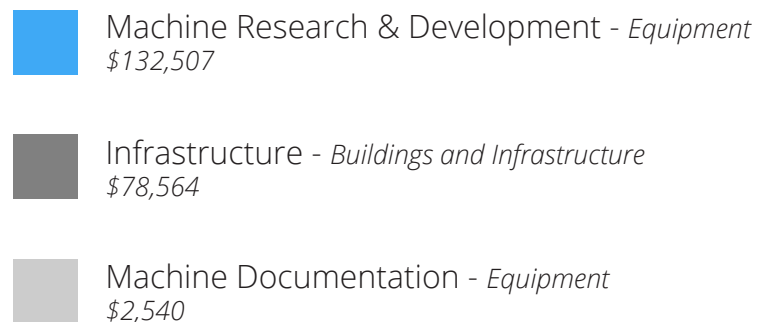 Machine Research & Development - Equipment
$132,507
Infrastructure - Buildings and Infrastructure
$78,564
Machine Documentation - Equipment
$2,540